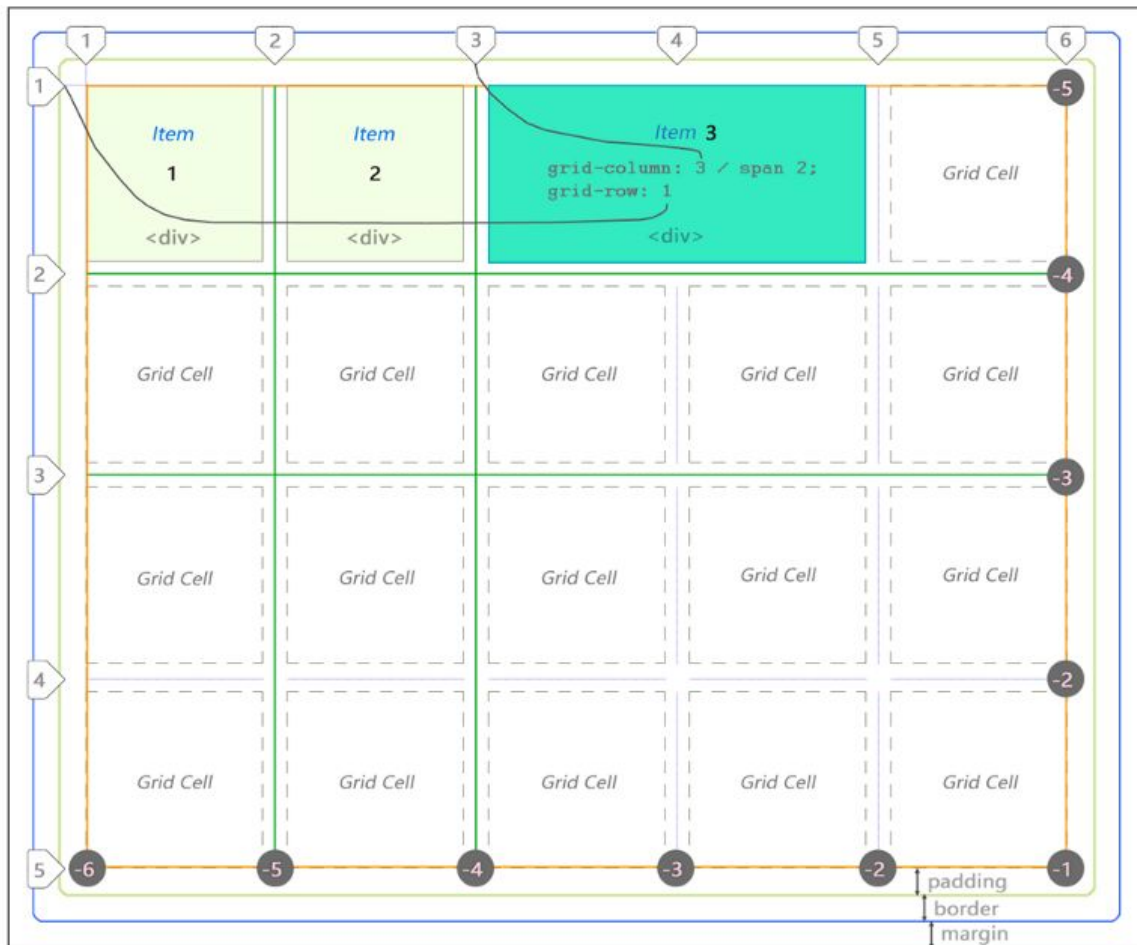 1 2 3 4 5 6
1 -5
Item Item Item 3
1 2 grid-column: 3 / span 2; Grid Cell
grid-row: 1
<div> <div> <div>
2 -4
Grid Cell Grid Cell Grid Cell Grid Cell Grid Cell
3 -3
Grid Cell Grid Cell Grid Cell Grid Cell Grid Cell
4 -2
Grid Cell Grid Cell Grid Cell Grid Cell Grid Cell
5 -6 -5 -4 -3 -2 -1
padding
border
margin